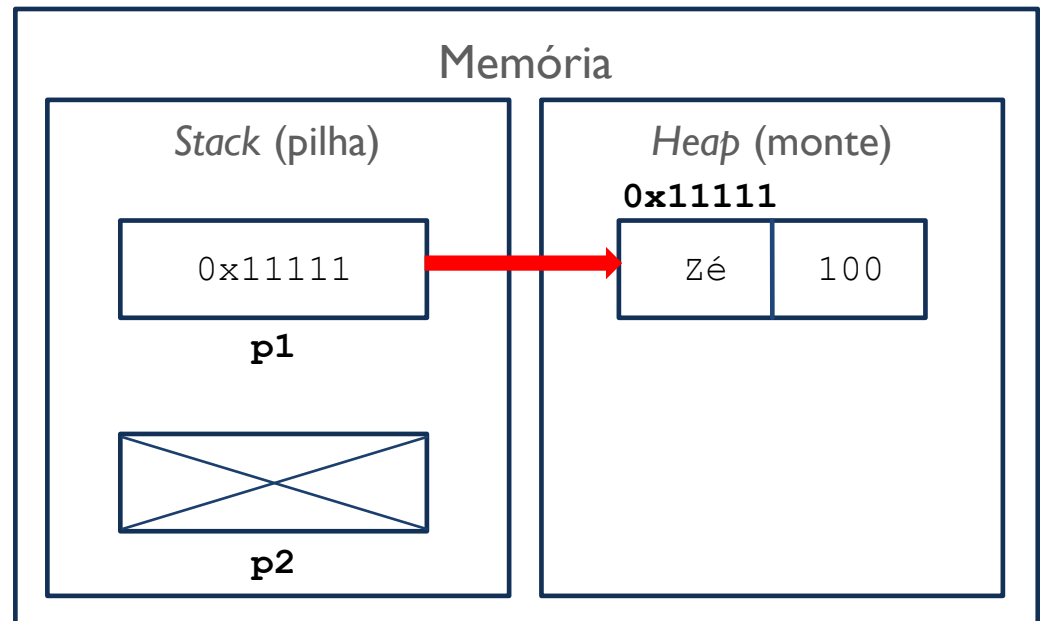 Memória
Stack (pilha)
0x11111
p1
p2
Heap (monte)
0x11111
Zé 100